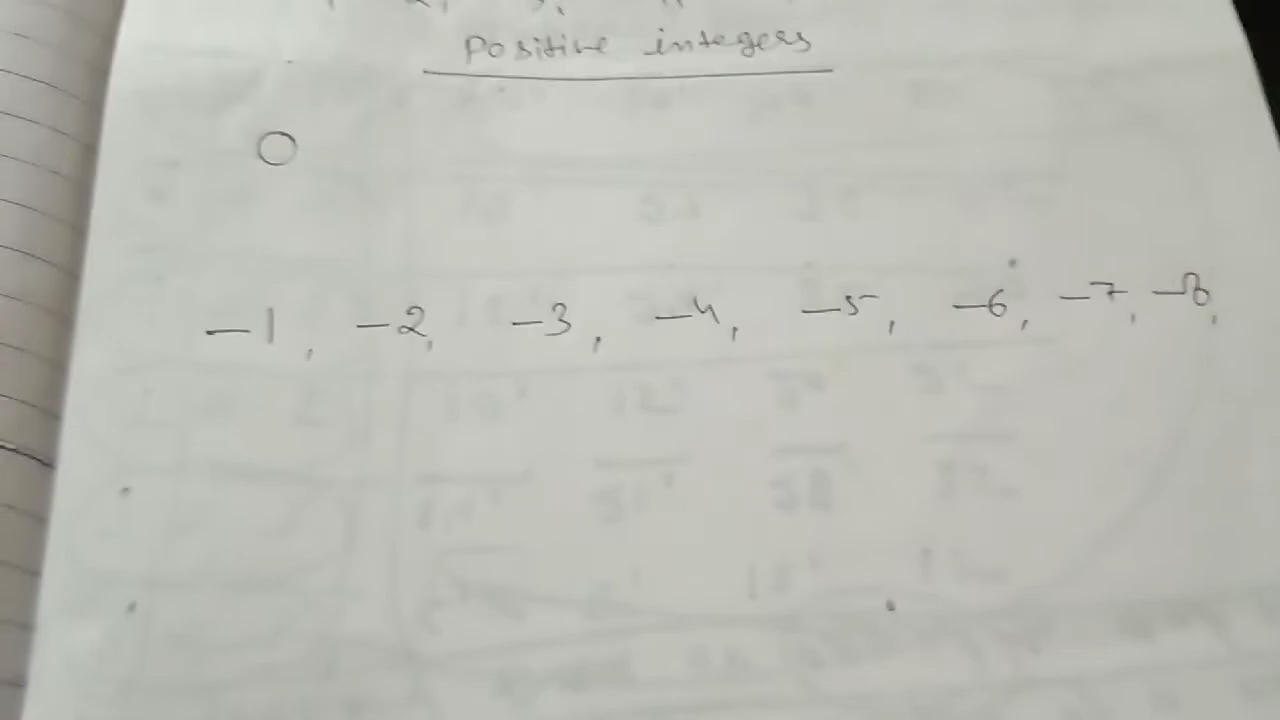 Positive integers
0
-1, -2, -3, -4, -5, -6, -7, -8,